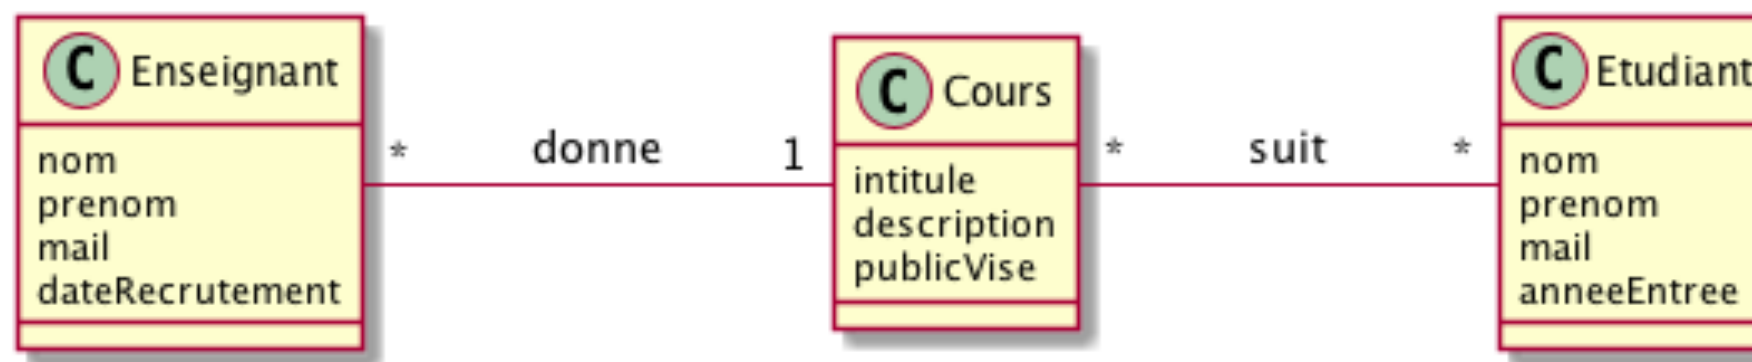 C Enseignant
nom
prenom
mail
dateRecrutement
* donne 1
C Cours
intitule
description
publicVise
* suit *
C Etudiant
nom
prenom
mail
anneeEntree